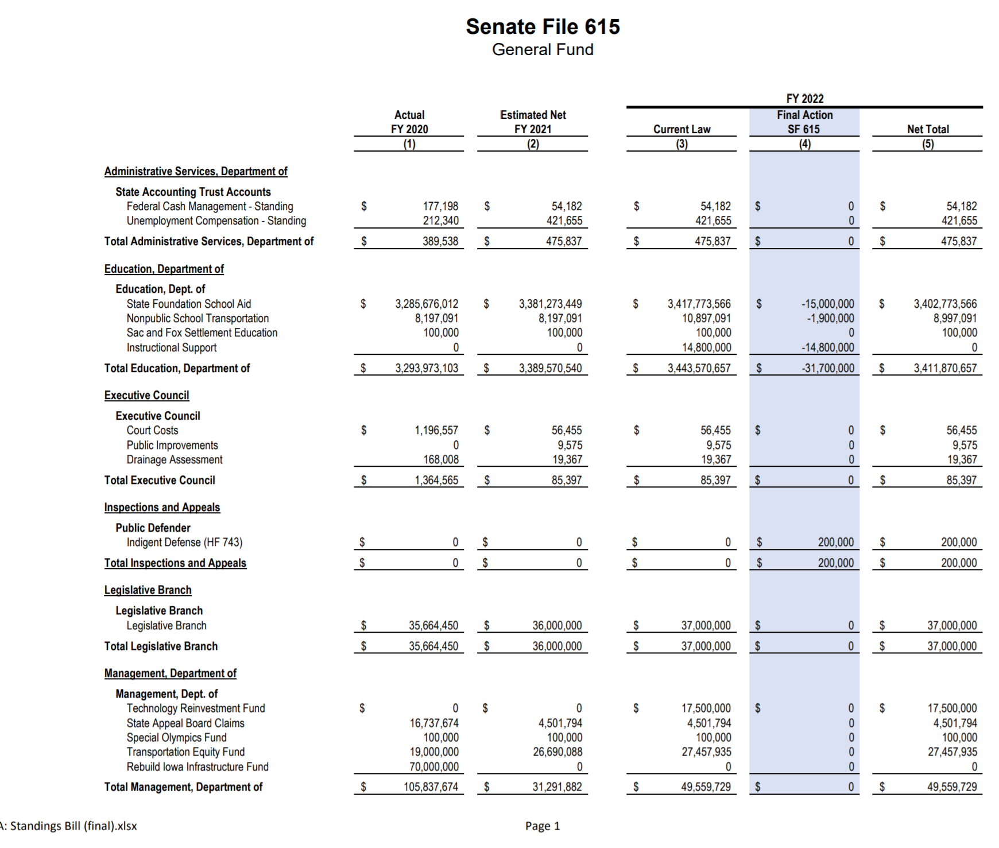 Senate File 615
General Fund
FY 2022
Actual Estimated Net Final Action
FY 2020 FY 2021 Current Law SF 615 Net Total
(1) (2) (3) (4) (5)
Administrative Services, Department of
State Accounting Trust Accounts
Federal Cash Management - Standing $ 177,198 $ 54,182 $ 54,182 $ 0 $ 54,182
Unemployment Compensation - Standing 212,340 421,655 421,655 0 421,655
Total Administrative Services, Department of $ 389,538 $ 475,837 $ 475,837 $ 0 $ 475,837
Education, Department of
Education, Dept. of
State Foundation School Aid $ 3,285,676,012 $ 3,381,273,449 $ 3,417,773,566 $ -15,000,000 $ 3,402,773,566
Nonpublic School Transportation 8,197,091 8,197,091 10,897,091 -1,900,000 8,997,091
Sac and Fox Settlement Education 100,000 100,000 100,000 0 100,000
Instructional Support 0 0 14,800,000 -14,800,000 0
Total Education, Department of $ 3,293,973,103 $ 3,389,570,540 $ 3,443,570,657 $ -31,700,000 $ 3,411,870,657
Executive Council
Executive Council
Court Costs $ 1,196,557 $ 56,455 $ 56,455 $ 0 $ 56,455
Public Improvements 0 9,575 9,575 0 9,575
Drainage Assessment 168,008 19,367 19,367 0 19,367
Total Executive Council $ 1,364,565 $ 85,397 $ 85,397 $ 0 $ 85,397
Inspections and Appeals
Public Defender
Indigent Defense (HF 743) $ 0 $ 0 $ 0 $ 200,000 $ 200,000
Total Inspections and Appeals $ 0 $ 0 $ 0 $ 200,000 $ 200,000
Legislative Branch
Legislative Branch
Legislative Branch $ 35,664,450 $ 36,000,000 $ 37,000,000 $ 0 $ 37,000,000
Total Legislative Branch $ 35,664,450 $ 36,000,000 $ 37,000,000 $ 0 $ 37,000,000
Management, Department of
Management, Dept. of
Technology Reinvestment Fund $ 0 $ 0 $ 17,500,000 $ 0 $ 17,500,000
State Appeal Board Claims 16,737,674 4,501,794 4,501,794 0 4,501,794
Special Olympics Fund 100,000 100,000 100,000 0 100,000
Transportation Equity Fund 19,000,000 26,690,088 27,457,935 0 27,457,935
Rebuild Iowa Infrastructure Fund 70,000,000 0 0 0 0
Total Management, Department of $ 105,837,674 $ 31,291,882 $ 49,559,729 $ 0 $ 49,559,729
A: Standings Bill (final).xlsx Page 1